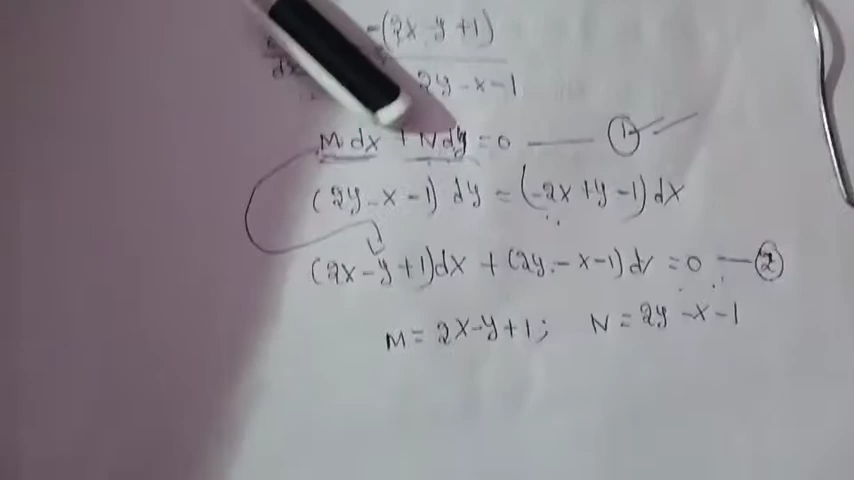 -(2x-y+1)
dx 2y-x-1
Mdx + Ndy = 0 —— ①
(2y-x-1) dy = (-2x+y-1)dx
(2x-y+1)dx + (2y-x-1)dy = 0 — ②
M = 2x-y+1; N = 2y-x-1